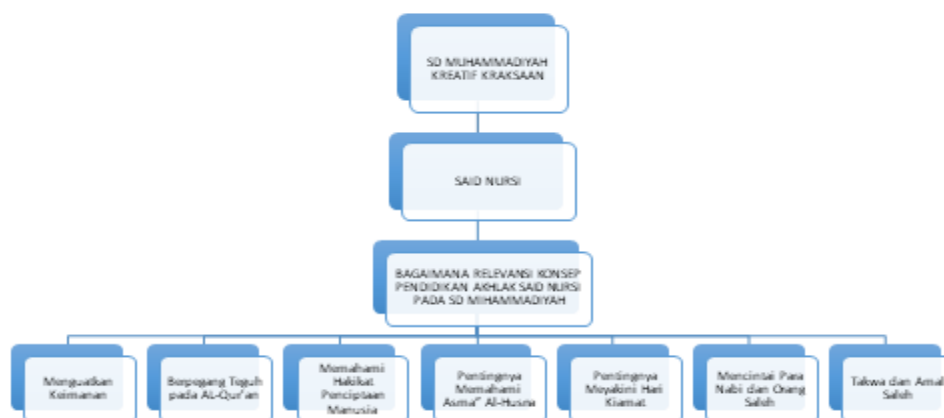 SD MUHAMMADIYAH
KREATIF KRAKSAAN
SAID NURSI
BAGAIMANA RELEVANSI KONSEP
PENDIDIKAN AKHLAK SAID NURSI
PADA SD MIHAMMADIYAH
Menguatkan
Keimanan
Berpegang Teguh
pada AL-Qur'an
Memahami
Hakikat
Penciptaan
Manusia
Pentingnya
Memahami
Asma" Al-Husna
Pentingnya
Meyakini Hari
Kiamat
Mencintai Para
Nabi dan Orang
Saleh
Takwa dan Amal
Saleh